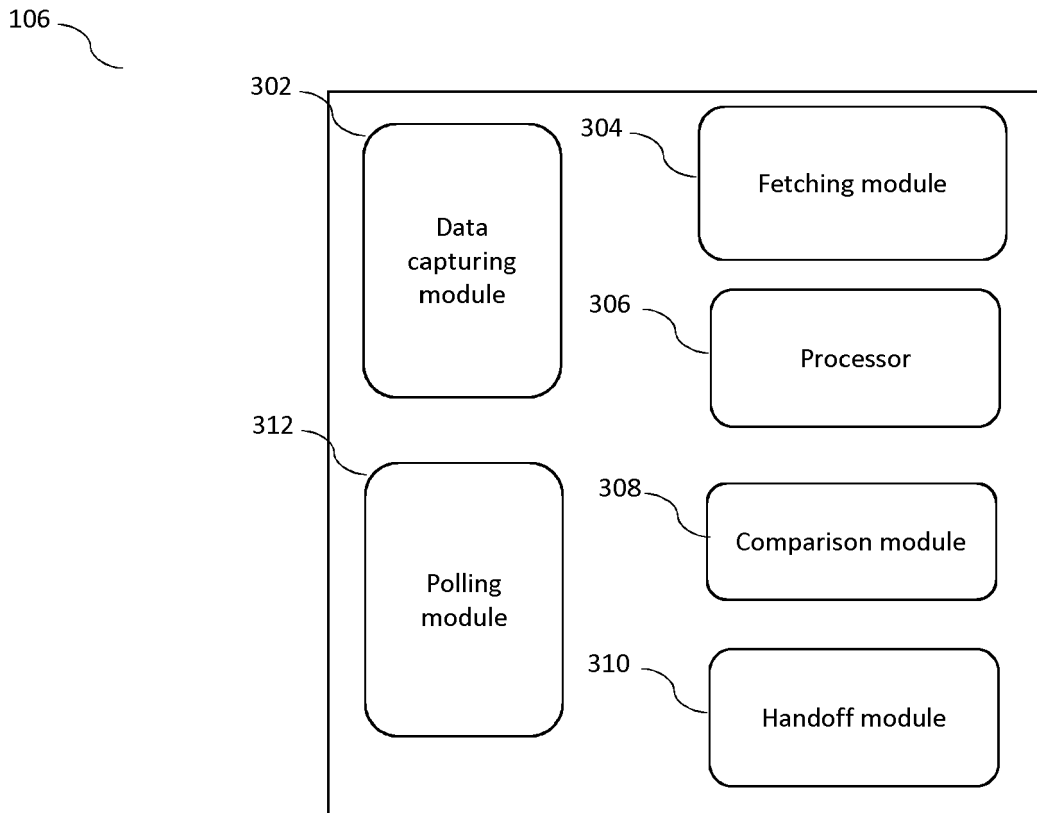 106
302
304
Fetching module
Data
capturing
module
306
Processor
312
308
Comparison module
Polling
module
310
Handoff module